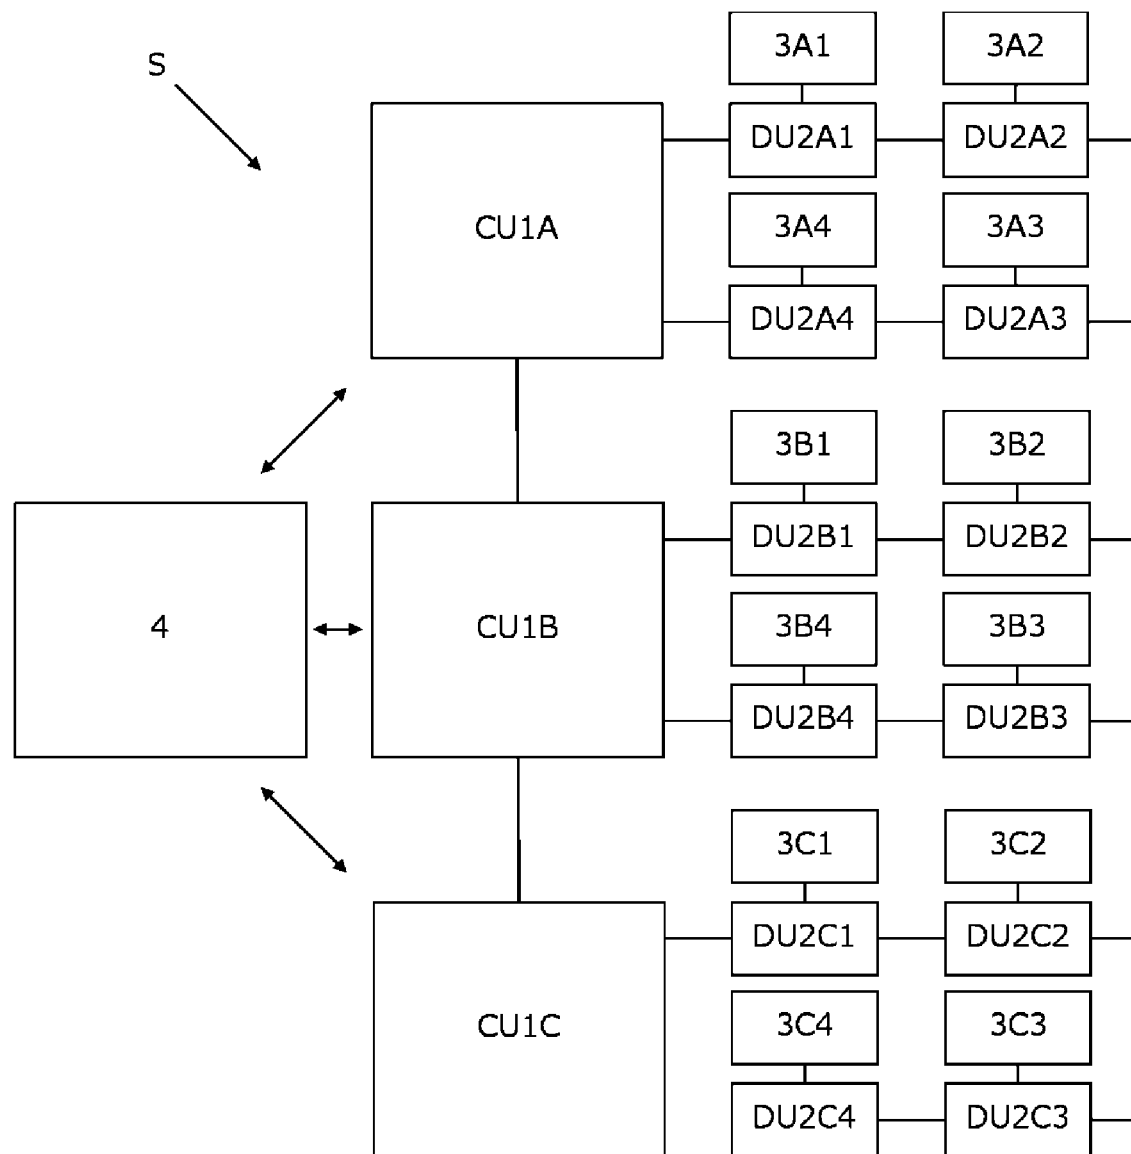 S
3A1 3A2
DU2A1 DU2A2
CU1A
3A4 3A3
DU2A4 DU2A3
3B1 3B2
DU2B1 DU2B2
4
CU1B
3B4 3B3
DU2B4 DU2B3
3C1 3C2
DU2C1 DU2C2
CU1C
3C4 3C3
DU2C4 DU2C3